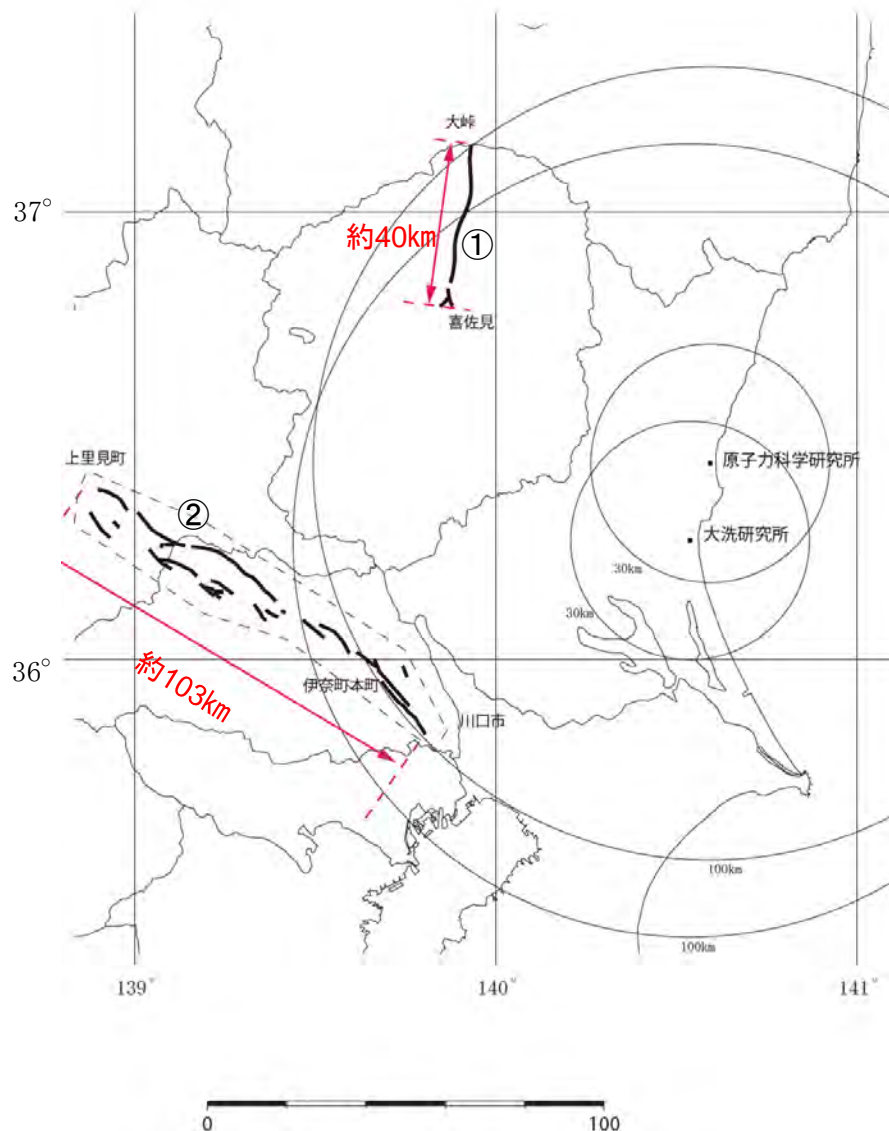 大峠
37°
約40㎞
①
喜佐見
上里見町
②
原子力科学研究所
大洗研究所
30km
30km
36°
約103㎞
伊奈町本町
川口市
100km
100km
139°
140°
141°
0
100